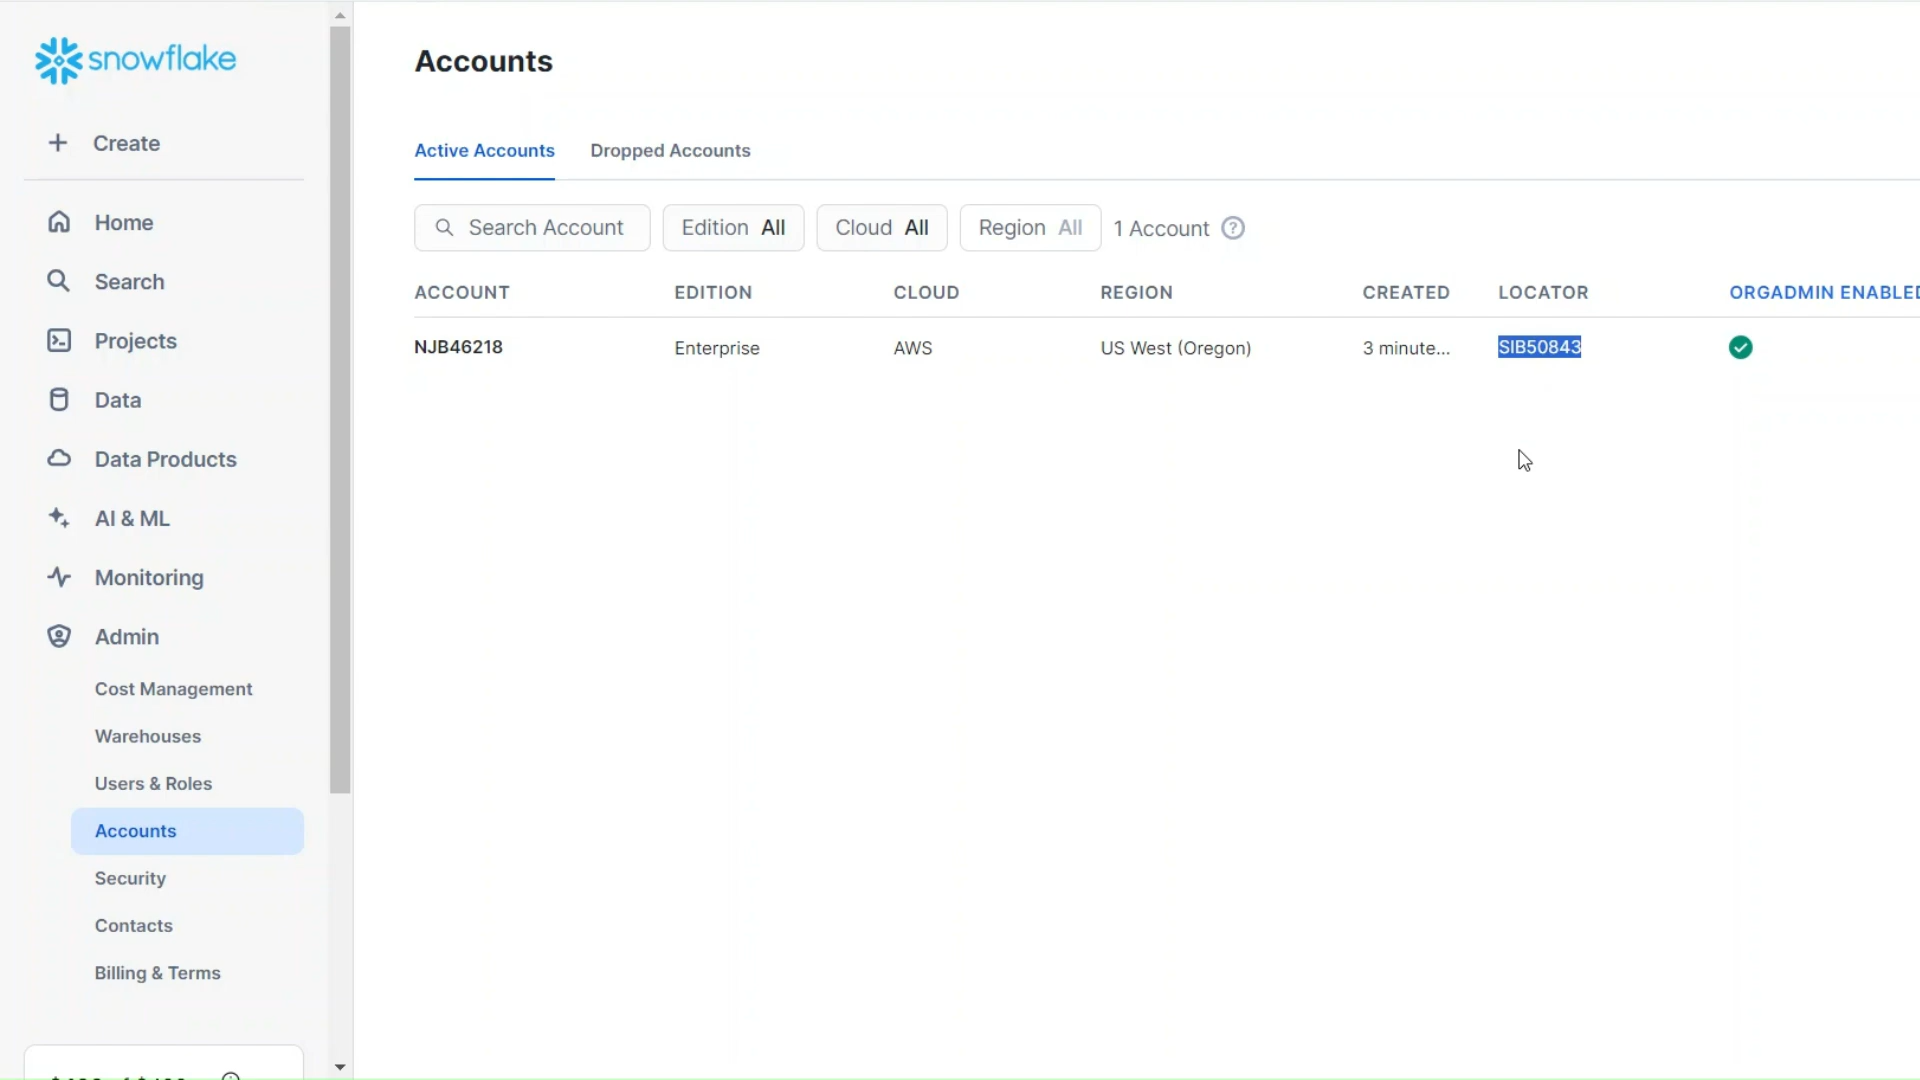 snowflake
Create
Home
Search
Projects
Data
Data Products
AI & ML
Monitoring
Admin
Cost Management
Warehouses
Users & Roles
Accounts
Security
Contacts
Billing & Terms
Accounts
Active Accounts Dropped Accounts
Search Account Edition All Cloud All Region All 1 Account
ACCOUNT EDITION CLOUD REGION CREATED LOCATOR ORGADMIN ENABLED
NJB46218 Enterprise AWS US West (Oregon) 3 minute... SIB50843